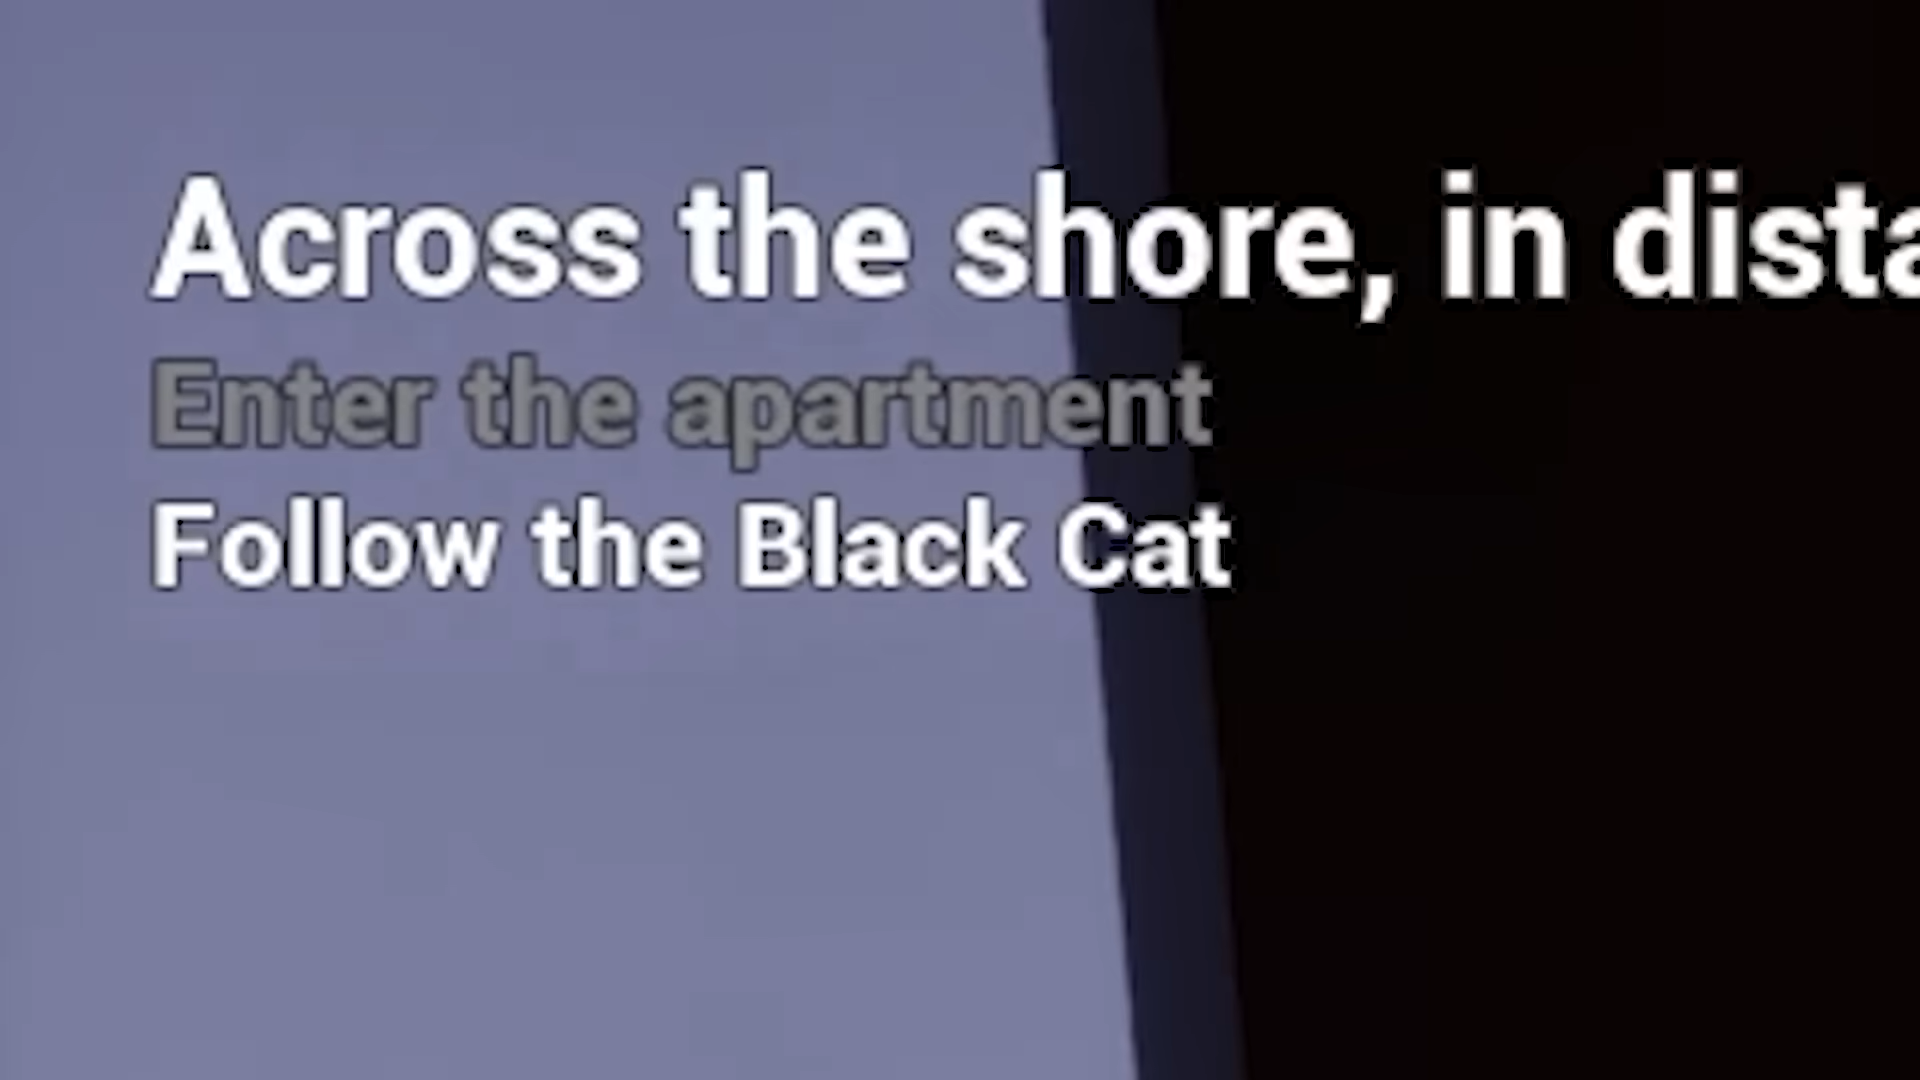 Across the shore, in dista
Enter the apartment
Follow the Black Cat